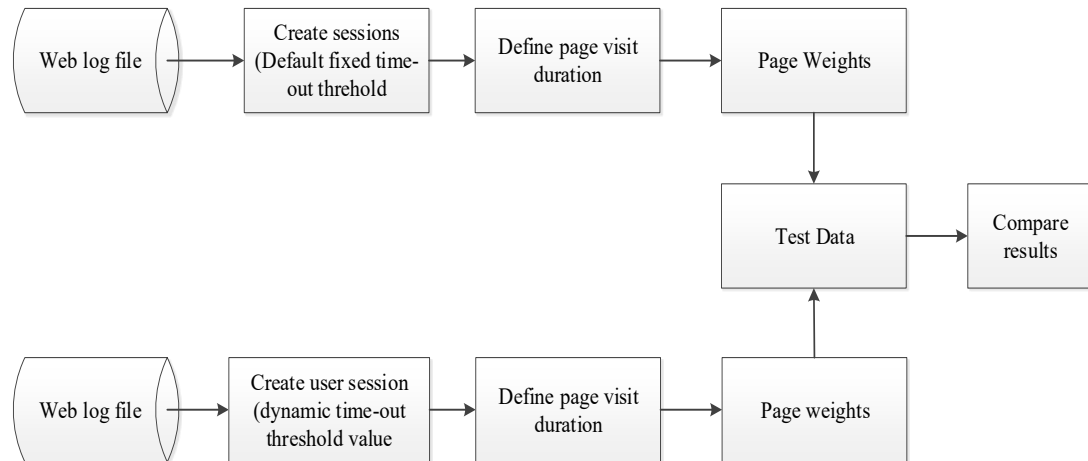 Web log file
Create sessions
(Default fixed time-
out threhold
Define page visit
duration
Page Weights
Test Data
Compare
results
Web log file
Create user session
(dynamic time-out
threshold value
Define page visit
duration
Page weights